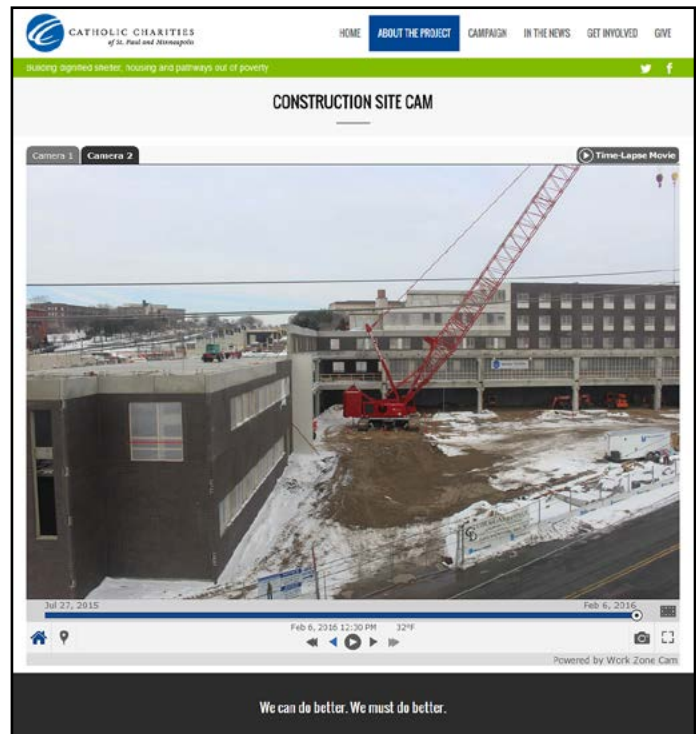 CATHOLIC CHARITIES
of St. Paul and Minneapolis
HOME ABOUT THE PROJECT CAMPAIGN IN THE NEWS GET INVOLVED GIVE
Building dignified shelter, housing and pathways out of poverty
CONSTRUCTION SITE CAM
Camera 1 Camera 2 Time-Lapse Movie
CATHOLIC CHARITIES
Jul 27, 2015 Feb 6, 2016
Feb 6, 2016 12:30 PM 32°F
Powered by Work Zone Cam
We can do better. We must do better.